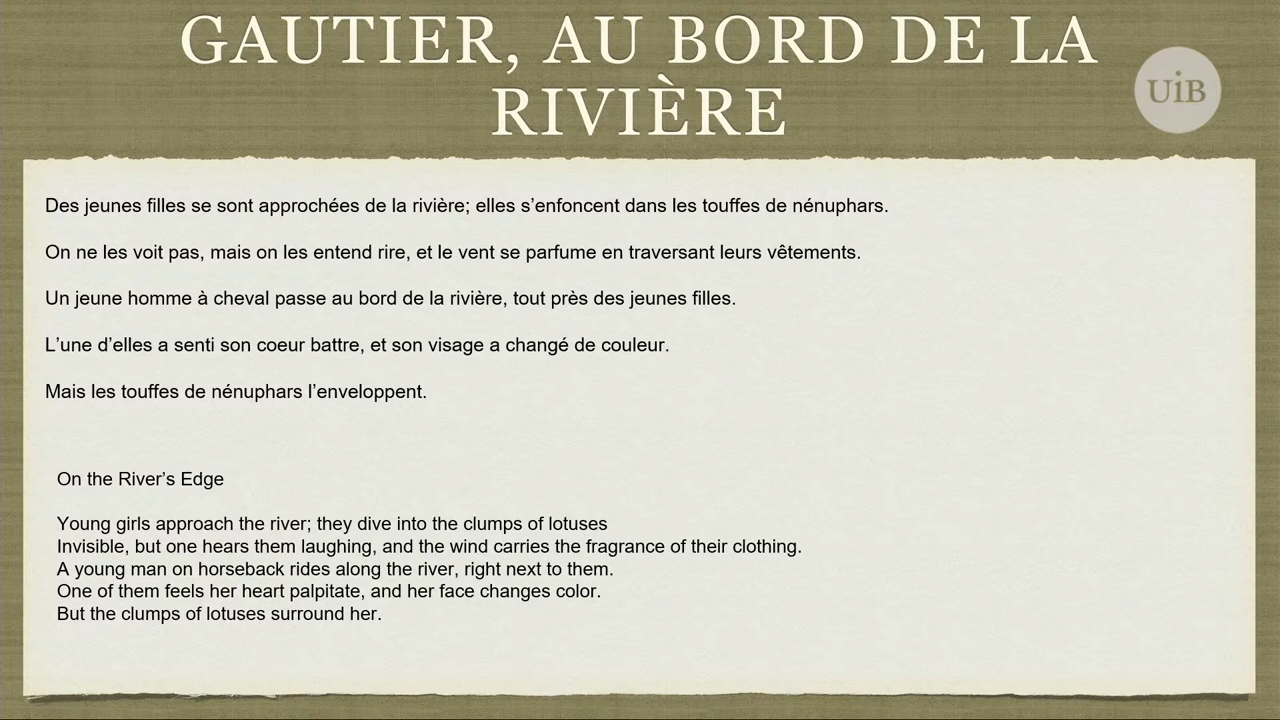 GAUTIER, AU BORD DE LA
RIVIÈRE
UiB
Des jeunes filles se sont approchées de la rivière; elles s’enfoncent dans les touffes de nénuphars.
On ne les voit pas, mais on les entend rire, et le vent se parfume en traversant leurs vêtements.
Un jeune homme à cheval passe au bord de la rivière, tout près des jeunes filles.
L’une d’elles a senti son coeur battre, et son visage a changé de couleur.
Mais les touffes de nénuphars l’enveloppent.
On the River’s Edge
Young girls approach the river; they dive into the clumps of lotuses
Invisible, but one hears them laughing, and the wind carries the fragrance of their clothing.
A young man on horseback rides along the river, right next to them.
One of them feels her heart palpitate, and her face changes color.
But the clumps of lotuses surround her.